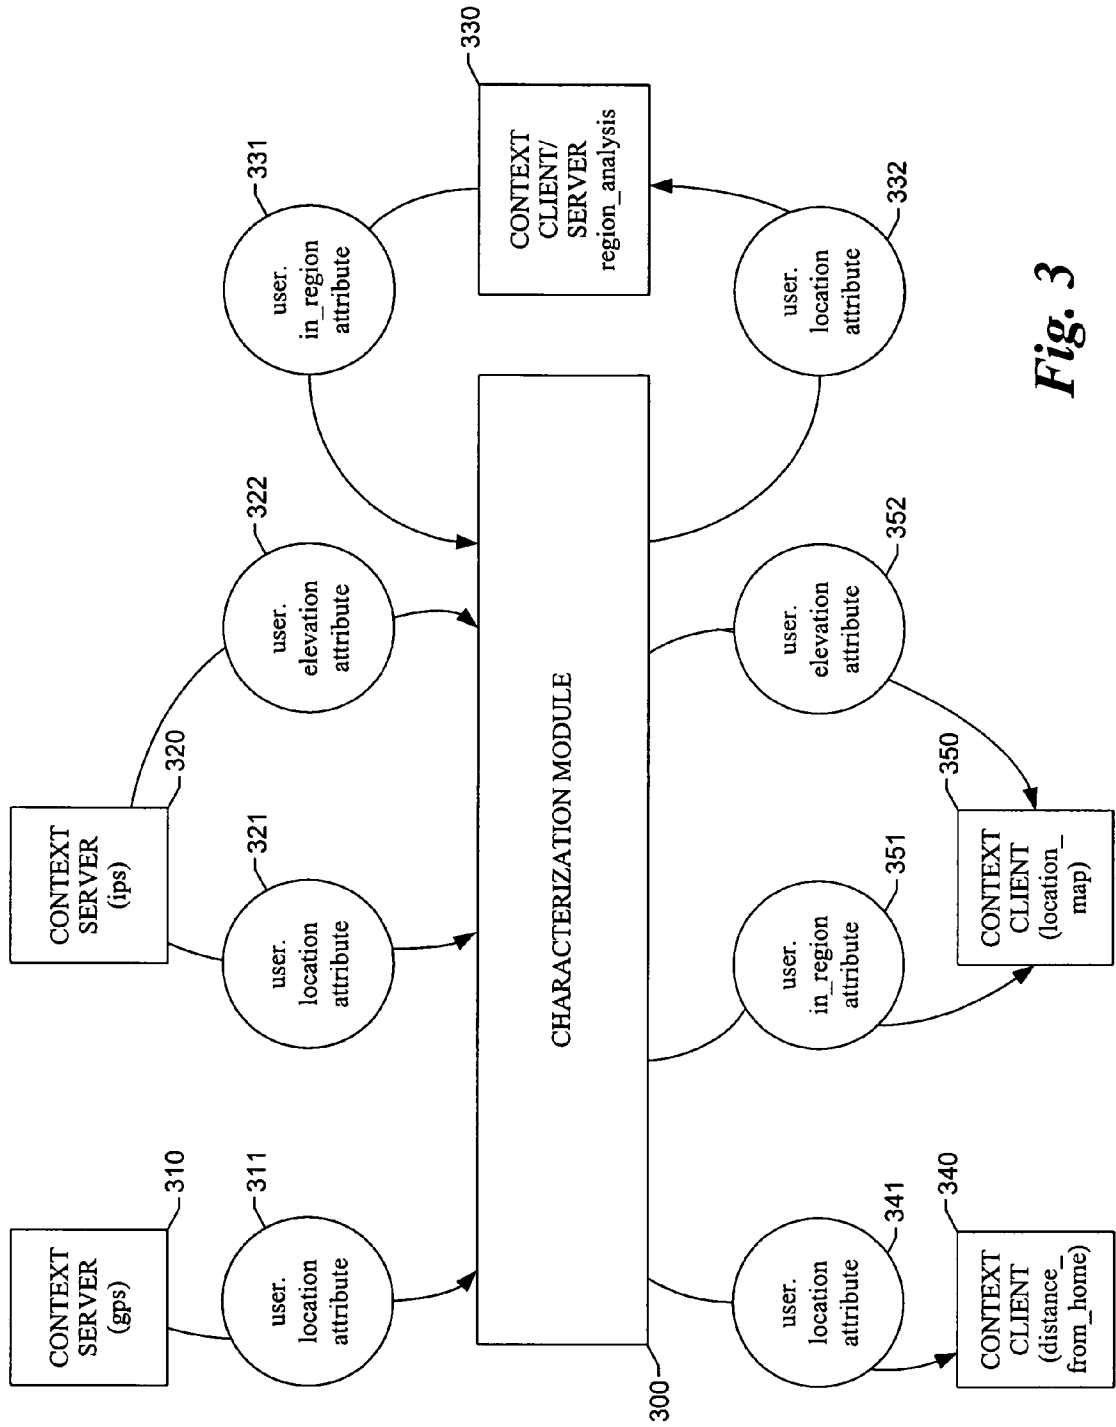 CONTEXT
SERVER
(gps)
310
CONTEXT
SERVER
(ips)
320
user.
location
attribute
311
user.
location
attribute
321
user.
elevation
attribute
322
user.
in_region
attribute
331
CHARACTERIZATION MODULE
300
CONTEXT
CLIENT/
SERVER
region_analysis
330
user.
location
attribute
341
user.
in_region
attribute
351
user.
elevation
attribute
352
user.
location
attribute
332
CONTEXT
CLIENT
(distance_
from_home)
340
CONTEXT
CLIENT
(location_
map)
350
Fig. 3